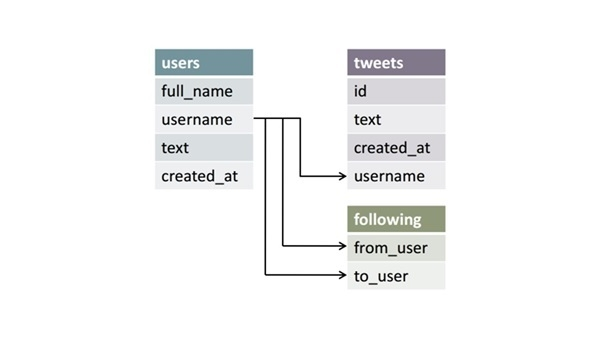 users
full_name
username
text
created_at
tweets
id
text
created_at
username
following
from_user
to_user